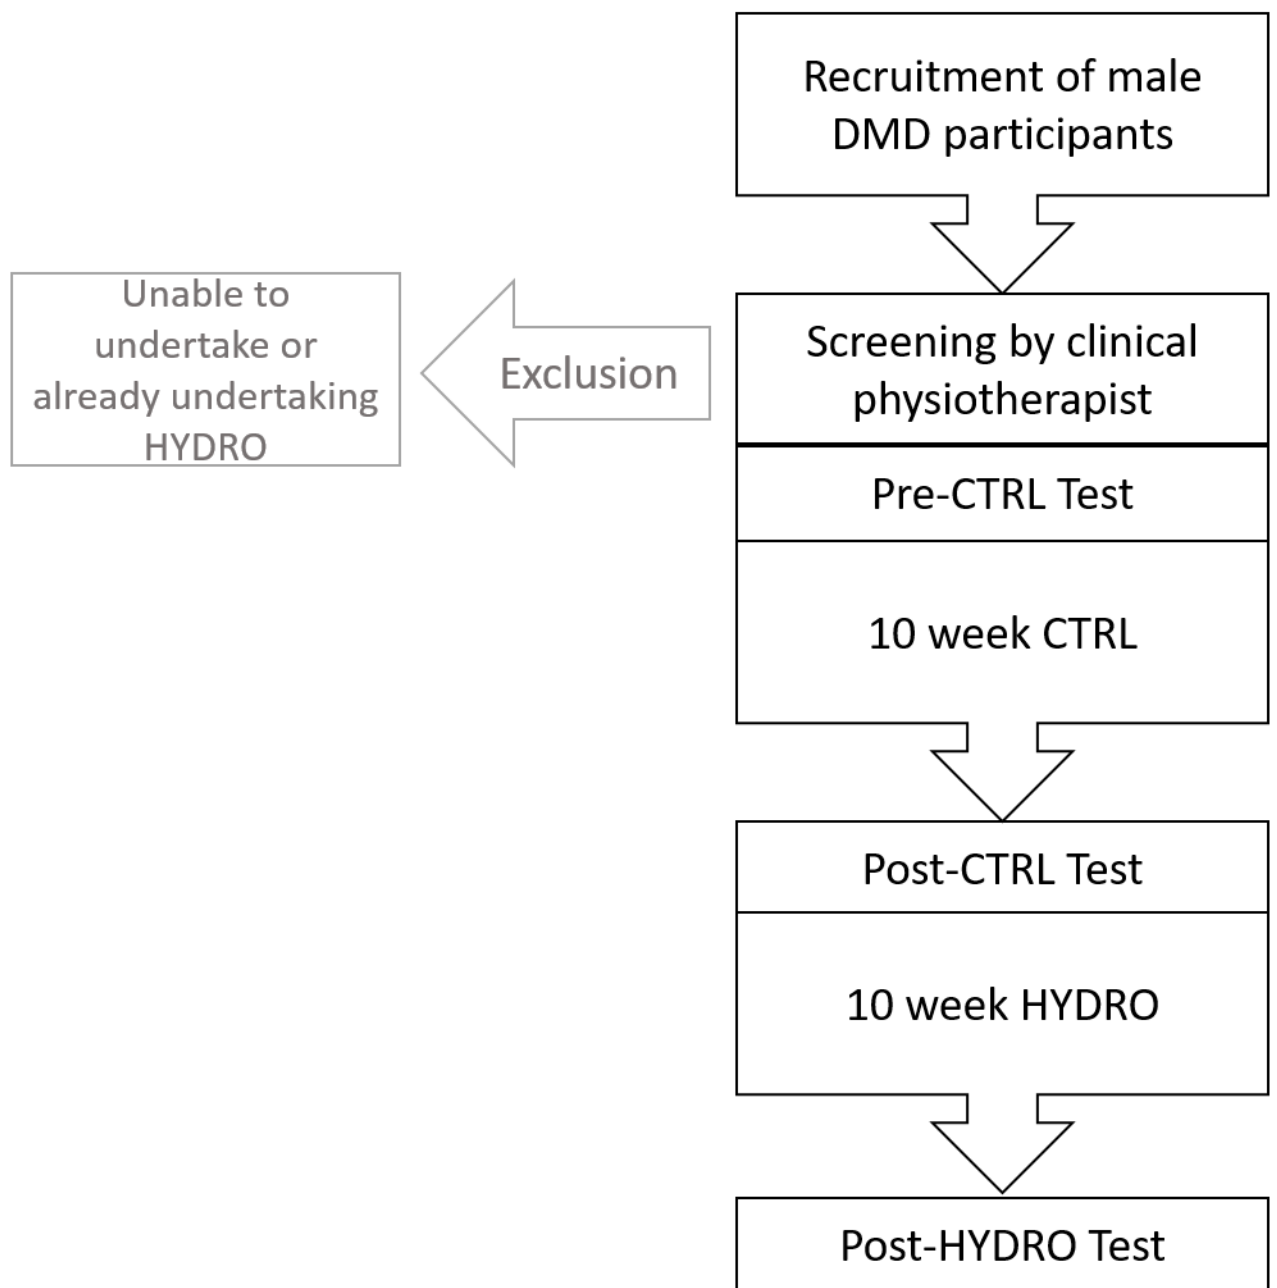 Recruitment of male
DMD participants
Unable to
undertake or
already undertaking
HYDRO
Exclusion
Screening by clinical
physiotherapist
Pre-CTRL Test
10 week CTRL
Post-CTRL Test
10 week HYDRO
Post-HYDRO Test